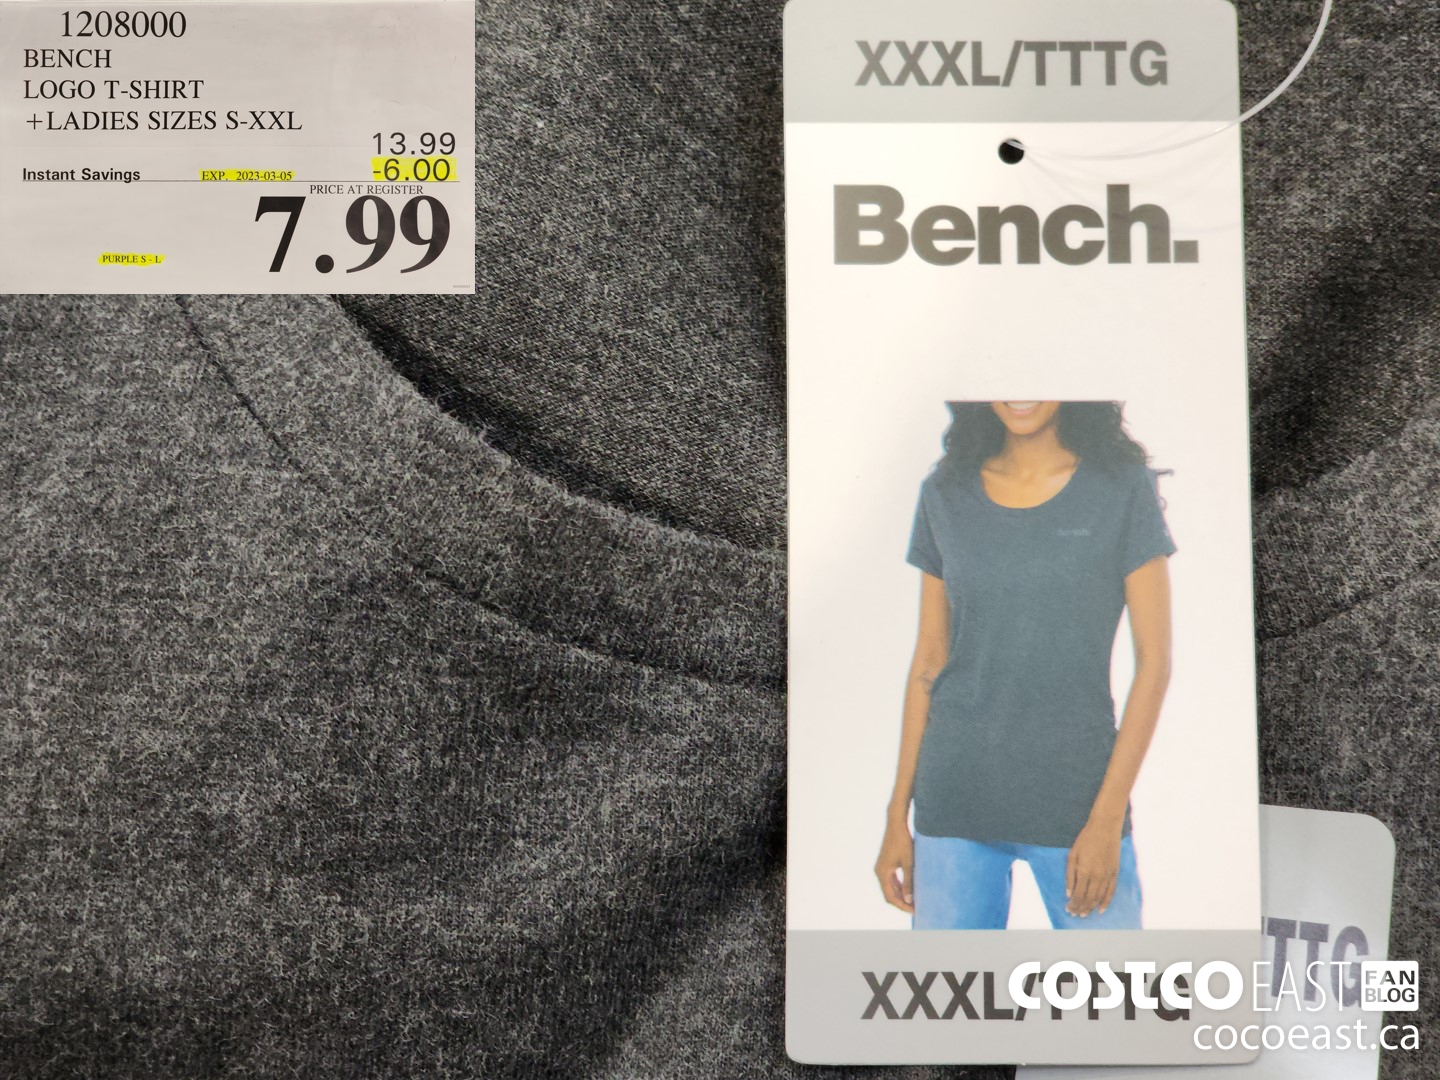 1208000
BENCH
LOGO T-SHIRT
+LADIES SIZES S-XXL
13.99
Instant Savings EXP. 2023-03-05 -6.00
PRICE AT REGISTER
7.99
PURPLE S - L
XXXL/TTTG
Bench.
XXXL/TTTG
TTTG
COSTCO EAST FAN BLOG
cocoeast.ca